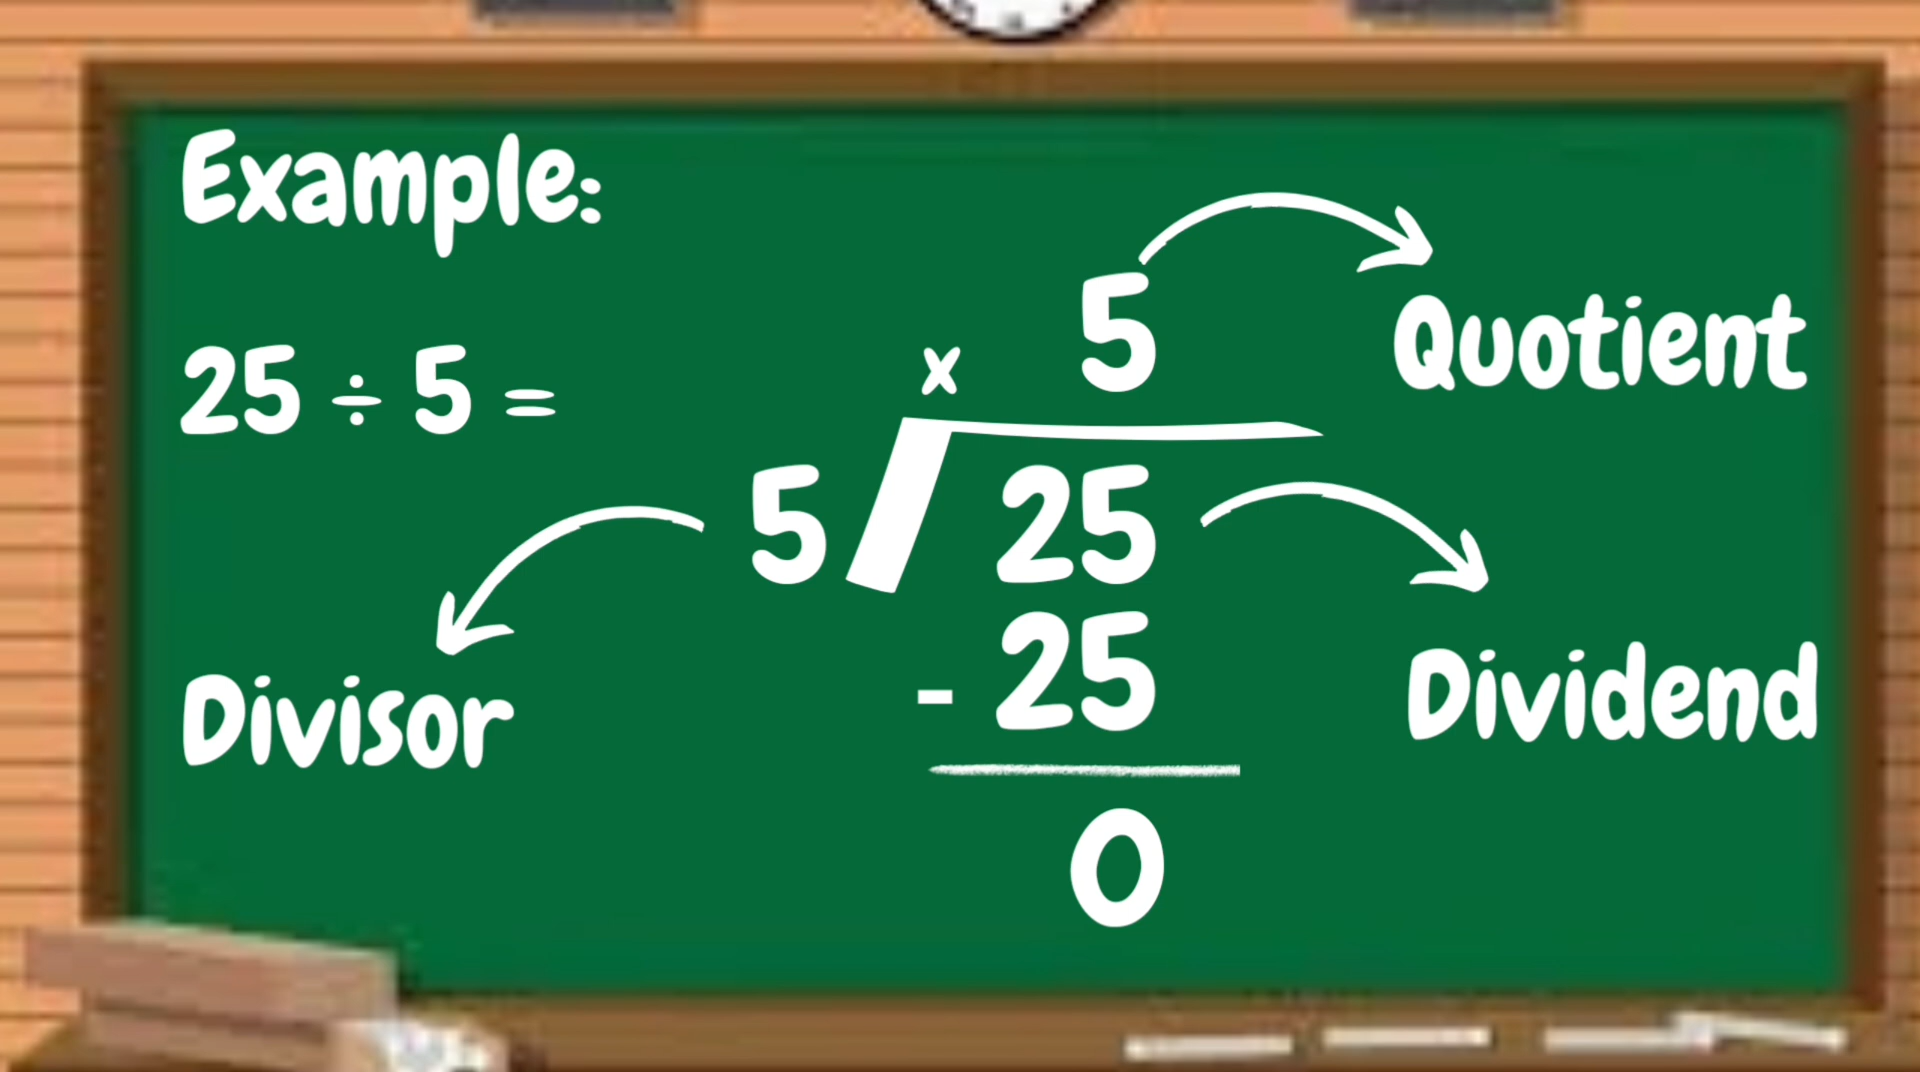 Example:
25 ÷ 5 =
x 5
Quotient
5 25
- 25
Divisor
Dividend
0